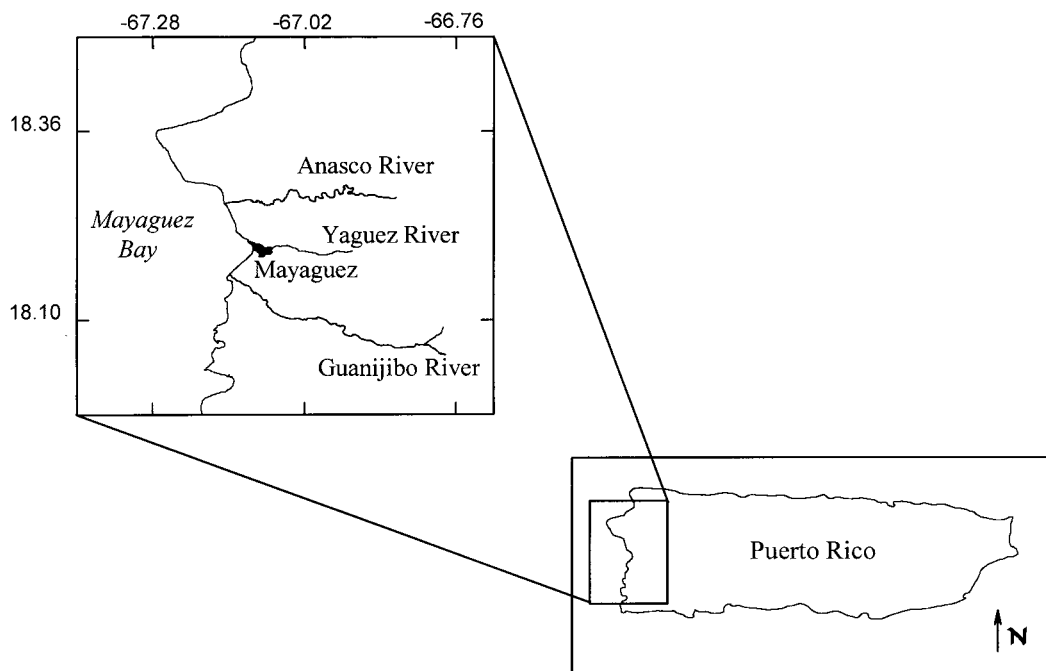 -67.28 -67.02 -66.76
18.36
Anasco River
Mayaguez
Bay
Yaguez River
Mayaguez
18.10
Guanijibo River
Puerto Rico
N